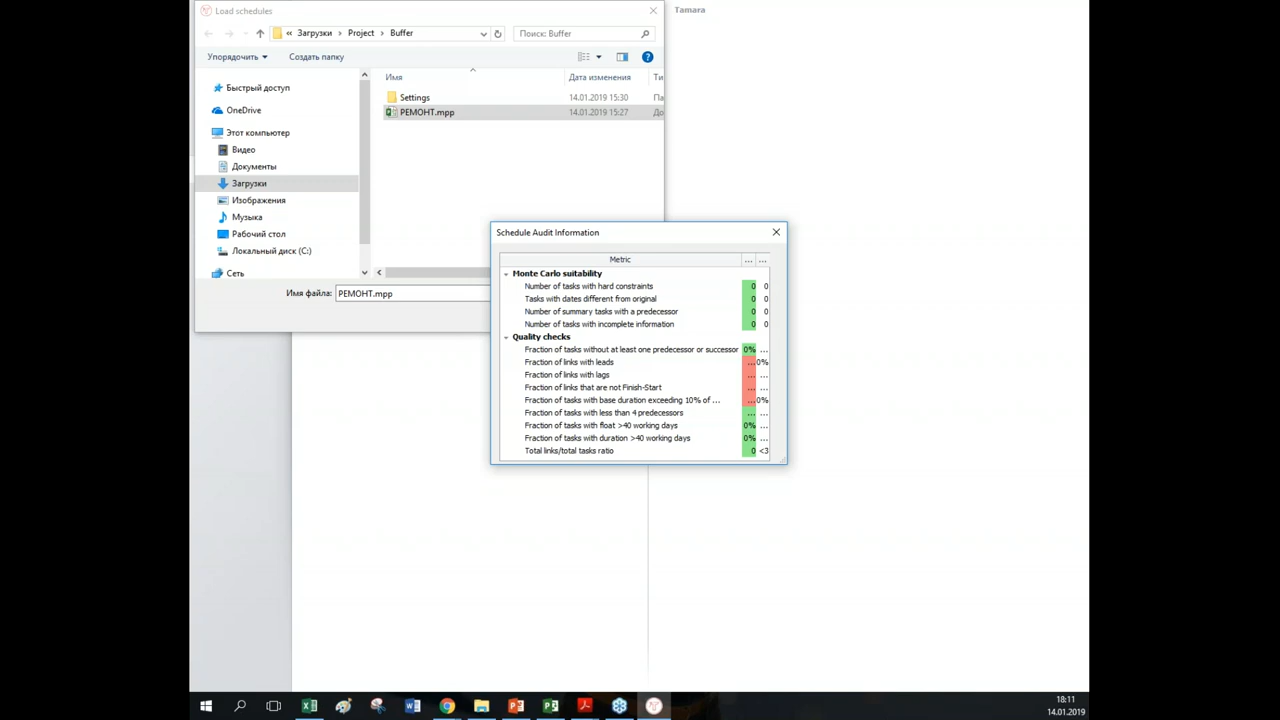 Load schedules
Tamara
« Загрузки › Project › Buffer
Поиск: Buffer
Упорядочить
Создать папку
Имя
Дата изменения
Ти
Быстрый доступ
OneDrive
Этот компьютер
Видео
Документы
Загрузки
Изображения
Музыка
Рабочий стол
Локальный диск (C:)
Сеть
Settings 14.01.2019 15:30 Па
РЕМОНТ.mpp 14.01.2019 15:27 До
Имя файла: РЕМОНТ.mpp
Schedule Audit Information
Metric ... ...
Monte Carlo suitability
Number of tasks with hard constraints 0 0
Tasks with dates different from original 0 0
Number of summary tasks with a predecessor 0 0
Number of tasks with incomplete information 0 0
Quality checks
Fraction of tasks without at least one predecessor or successor 0% ...
Fraction of links with leads ... 0%
Fraction of links with lags ... ...
Fraction of links that are not Finish-Start ... ...
Fraction of tasks with base duration exceeding 10% of ... ... 0%
Fraction of tasks with less than 4 predecessors ... ...
Fraction of tasks with float >40 working days 0% ...
Fraction of tasks with duration >40 working days 0% ...
Total links/total tasks ratio 0 <3
18:11
14.01.2019